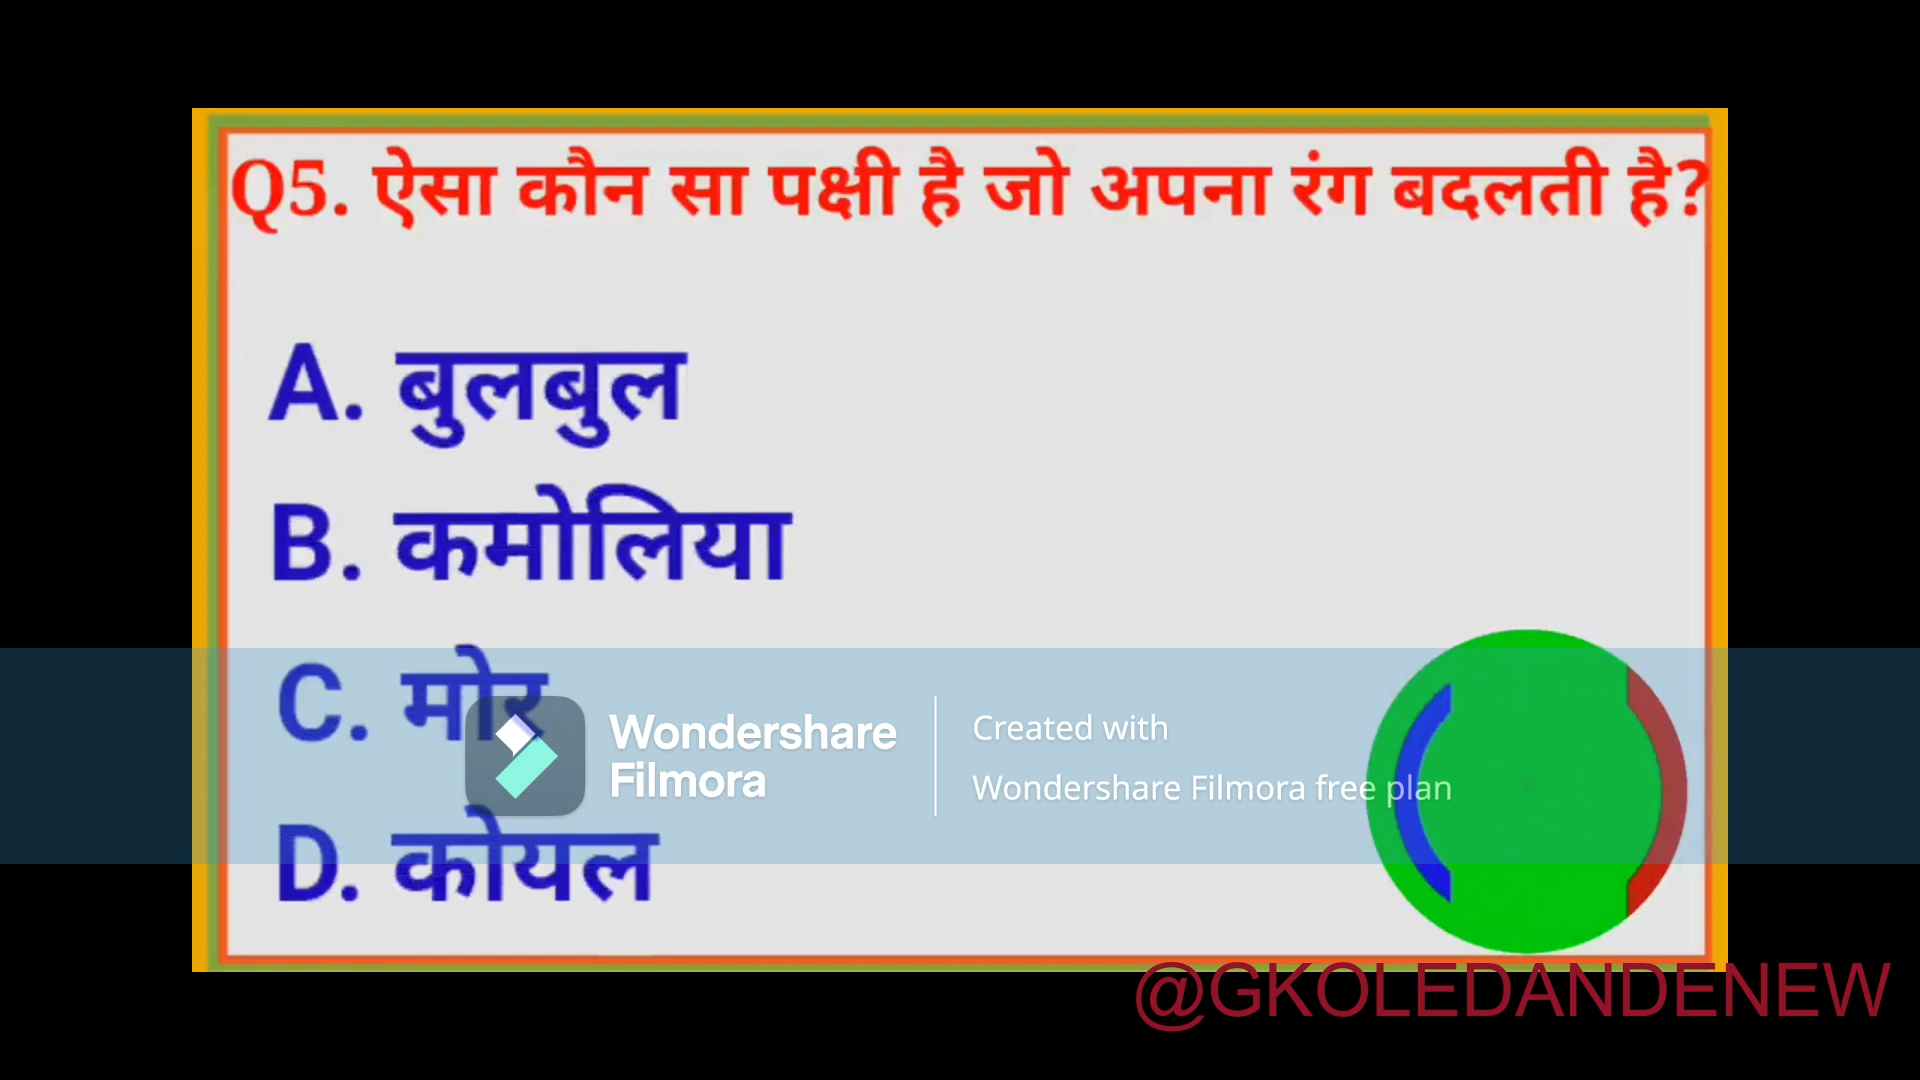 Q5. ऐसा कौन सा पक्षी है जो अपना रंग बदलती है?
A. बुलबुल
B. कमोलिया
C. मोर
Wondershare
Filmora
Created with
Wondershare Filmora free plan
D. कोयल
@GKOLEDANDENEW